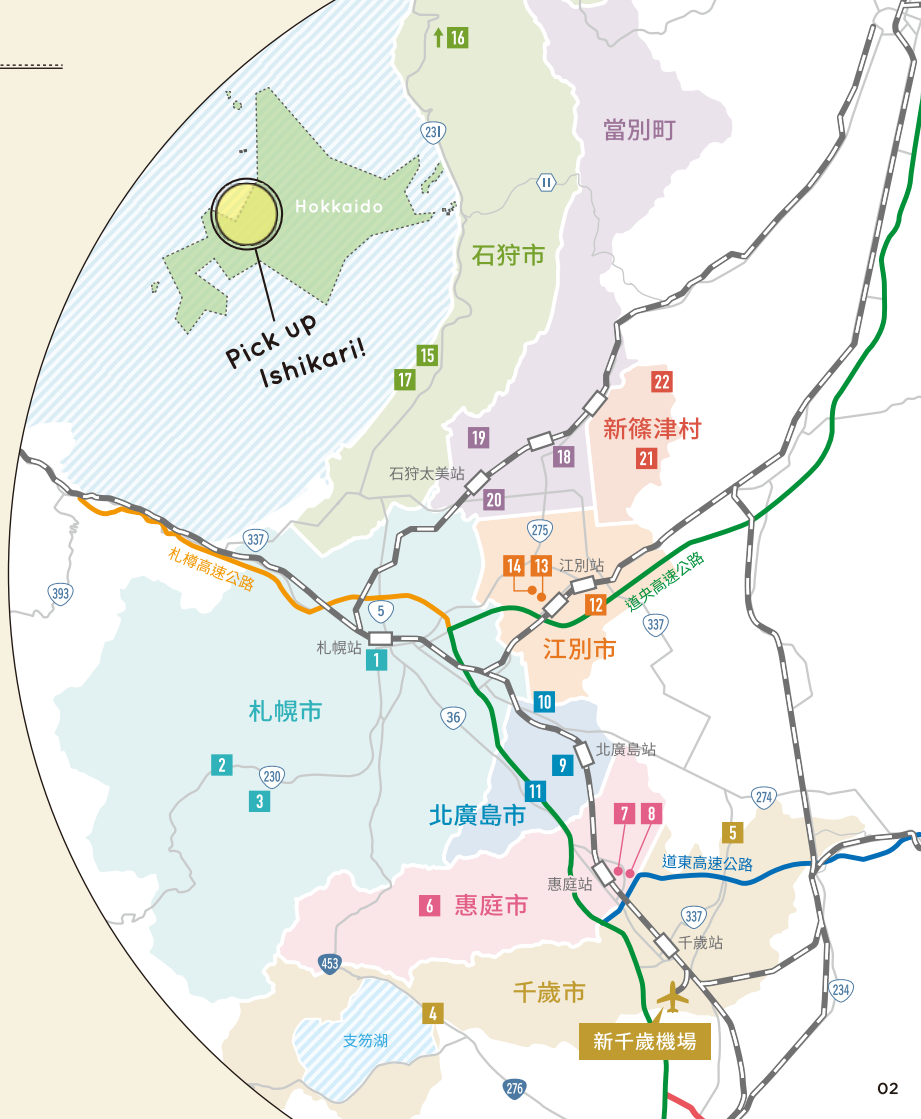 16
當別町
231
11
Hokkaido
石狩市
Pick up
Ishikari!
15
17
22
新篠津村
19
18
21
石狩太美站
20
275
337
札樽高速公路
14
13
江別站
393
5
12
道央高速公路
337
札幌站
1
江別市
札幌市
10
36
北廣島站
2
230
9
3
11
274
北廣島市
7
8
5
道東高速公路
惠庭站
6
惠庭市
337
千歲站
453
234
千歲市
4
支笏湖
新千歲機場
276
02